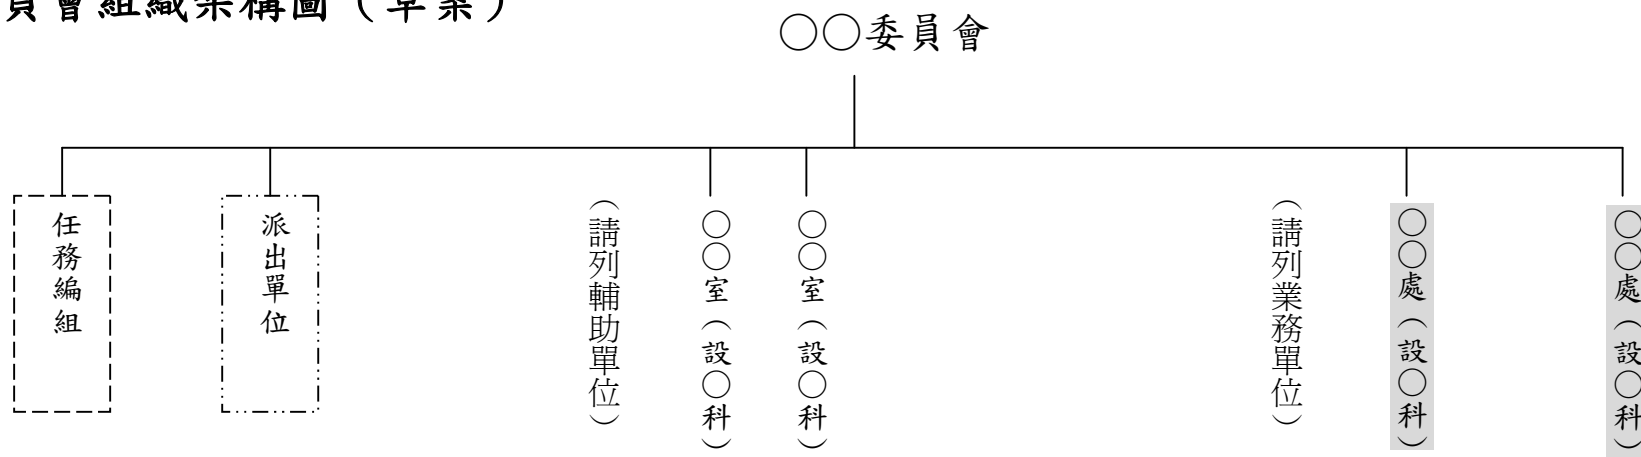 員會組織架構圖（草案）
○○委員會
任務編組
派出單位
（請列輔助單位）
○○室（設○科）
○○室（設○科）
（請列業務單位）
○○處（設○科）
○○處（設○科）